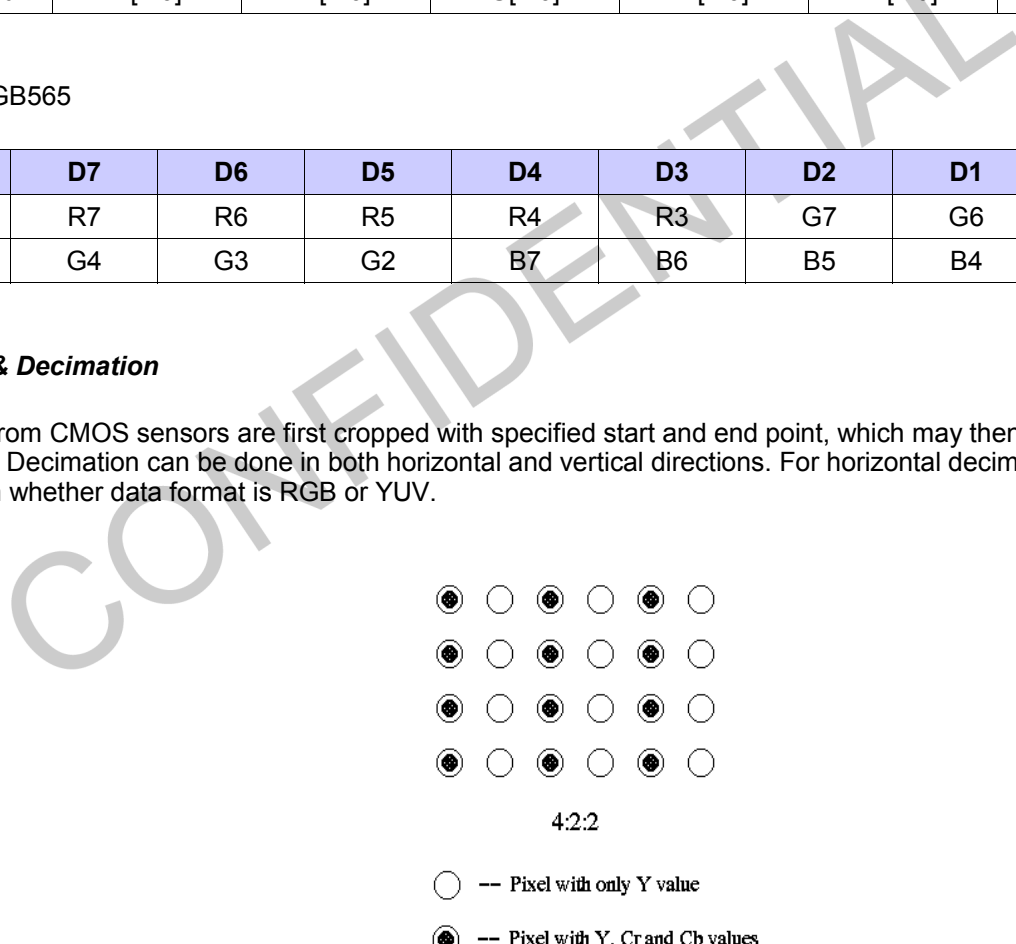 GB565
D7 D6 D5 D4 D3 D2 D1
R7 R6 R5 R4 R3 G7 G6
G4 G3 G2 B7 B6 B5 B4
& Decimation
rom CMOS sensors are first cropped with specified start and end point, which may then
Decimation can be done in both horizontal and vertical directions. For horizontal decim
whether data format is RGB or YUV.
CONFIDENTIAL
4:2:2
-- Pixel with only Y value
-- Pixel with Y, Cr and Cb values